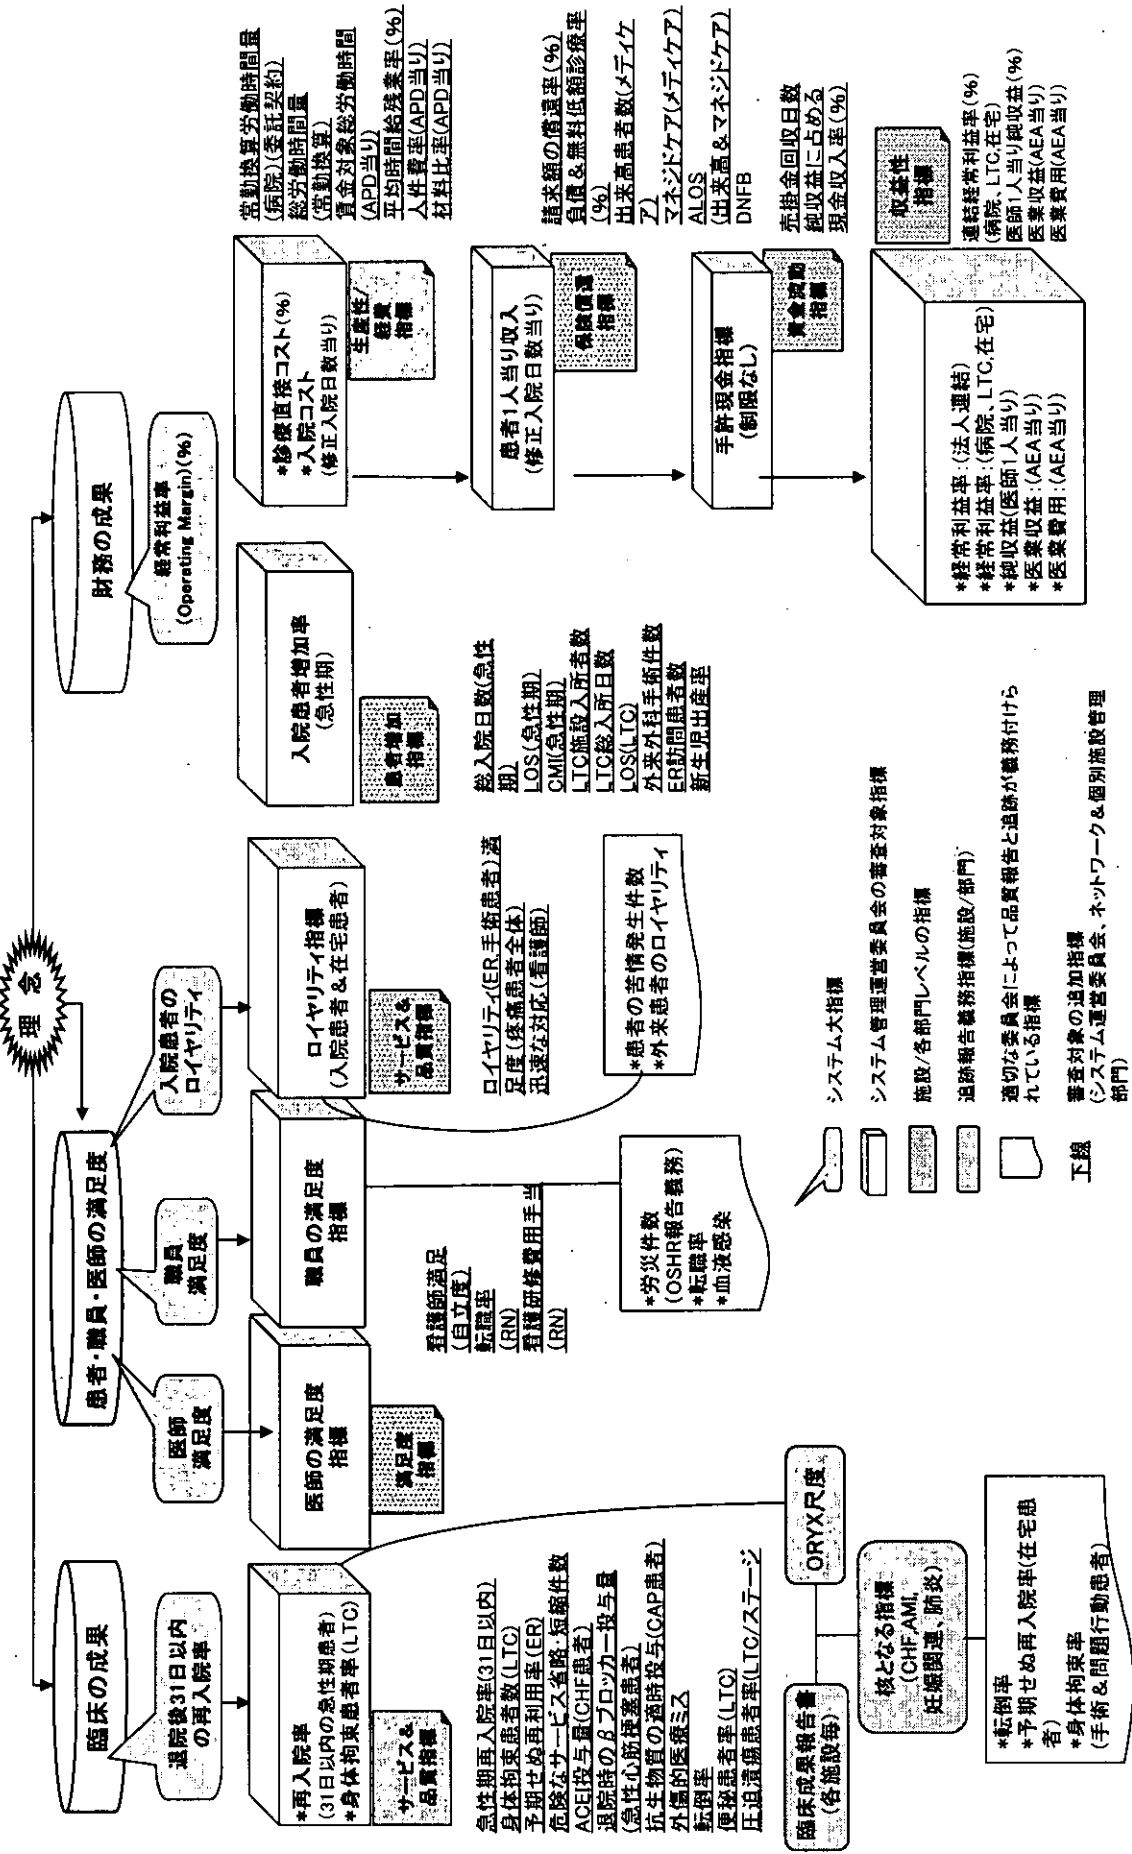 理 念
臨床の成果
退院後31日以内
の再入院率
*再入院率
(31日以内の急性期患者)
*身体拘束患者率(LTC)
サービス&
品質指標
急性期再入院率(31日以内)
身体拘束患者数(LTC)
予期せぬ再利用率(ER)
危険なサービス省略・短縮件数
ACEI投与量(CHF患者)
退院時のβブロッカー投与量
(急性心筋梗塞患者)
抗生物質の適時投与(CAP患者)
外傷的医療ミス
転倒率
便秘患者率(LTC)
圧迫潰傷患者率(LTC/ステージ
臨床成果報告書
(各施設毎)
ORYX尺度
核となる指標
(CHF,AMI,
妊娠関連、肺炎)
*転倒率
*予期せぬ再入院率(在宅患
者)
*身体拘束率
(手術&問題行動患者)
患者・職員・医師の満足度
医師
満足度
職員
満足度
入院患者の
ロイヤリティ
医師の満足度
指標
満足度
指標
職員の満足度
指標
看護師満足
(自立度)
転職率
(RN)
看護研修費用手当
(RN)
*労災件数
(OSHR報告義務)
*転職率
*血液感染
ロイヤリティ指標
(入院患者&在宅患者)
サービス&
品質指標
ロイヤリティ(ER,手術患者)満
足度(疼痛患者全体)
迅速な対応(看護師)
*患者の苦情発生件数
*外来患者のロイヤリティ
財務の成果
経常利益率
(Operating Margin)(%)
入院患者増加率
(急性期)
患者増加
指標
総入院日数(急性
期)
LOS(急性期)
CMI(急性期)
LTC施設入所者数
LTC総入所日数
LOS(LTC)
外来外科手術件数
ER訪問患者数
新生児出産率
*診療直接コスト(%)
*入院コスト
(修正入院日数当り)
生産性/
経費
指標
常勤換算労働時間量
(病院)(委託契約)
総労働時間量
(常勤換算)
賃金対象総労働時間
(APD当り)
平均時間給残業率(%)
人件費率(APD当り)
材料比率(APD当り)
患者1人当り収入
(修正入院日数当り)
保険償還
指標
請求額の償還率(%)
負債&無料低額診療率
(%)
出来高患者数(メディケ
ア)
マネジドケア(メディケア)
ALOS
(出来高&マネジドケア)
DNFB
手許現金指標
(制限なし)
資金流動
指標
売掛金回収日数
純収益に占める
現金収入率(%)
*経常利益率:(法人連結)
*経常利益率:(病院、LTC,在宅)
*純収益(医師1人当り)
*医業収益:(AEA当り)
*医業費用:(AEA当り)
収益性
指標
連結経常利益率(%)
(病院、LTC,在宅)
医師1人当り純収益(%)
医業収益(AEA当り)
医業費用(AEA当り)
システム大指標
システム管理運営委員会の審査対象指標
施設/各部門レベルの指標
追跡報告義務指標(施設/部門)
適切な委員会によって品質報告と追跡が義務付けら
れている指標
下線
審査対象の追加指標
(システム運営委員会、ネットワーク&個別施設管理
部門)